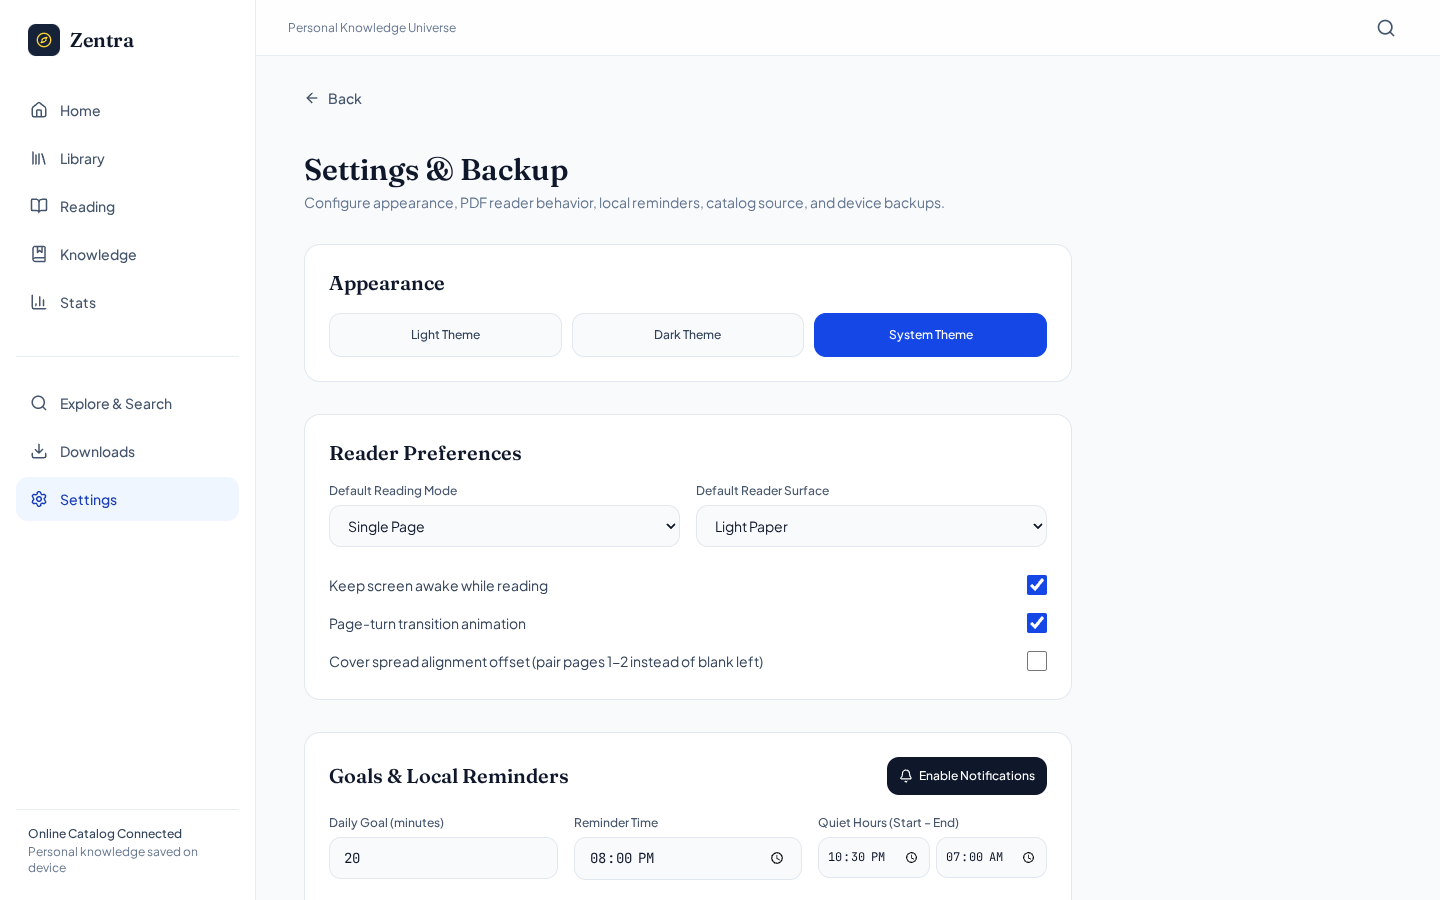 Zentra
Home
Library
Reading
Knowledge
Stats
Explore & Search
Downloads
Settings
Online Catalog Connected
Personal knowledge saved on
device
Personal Knowledge Universe
Back
Settings & Backup
Configure appearance, PDF reader behavior, local reminders, catalog source, and device backups.
Appearance
Light Theme
Dark Theme
System Theme
Reader Preferences
Default Reading Mode
Default Reader Surface
Single Page
Light Paper
Keep screen awake while reading
Page-turn transition animation
Cover spread alignment offset (pair pages 1–2 instead of blank left)
Goals & Local Reminders
Enable Notifications
Daily Goal (minutes)
Reminder Time
Quiet Hours (Start – End)
20
08:00 PM
10:30 PM
07:00 AM